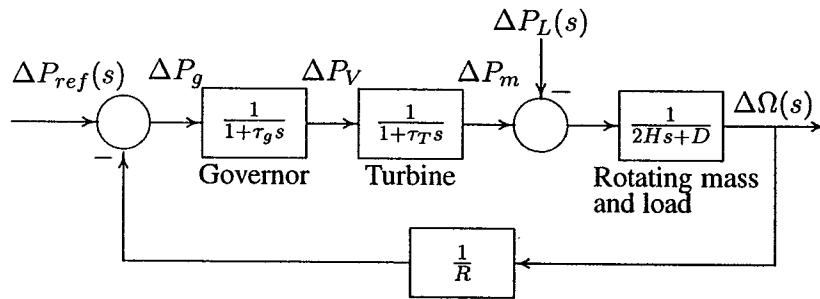 ΔP_L(s)
ΔP_ref(s)
ΔP_g
ΔP_V
ΔP_m
−
ΔΩ(s)
1/(1+τ_g s)
1/(1+τ_T s)
1/(2Hs+D)
−
Governor
Turbine
Rotating mass
and load
1/R